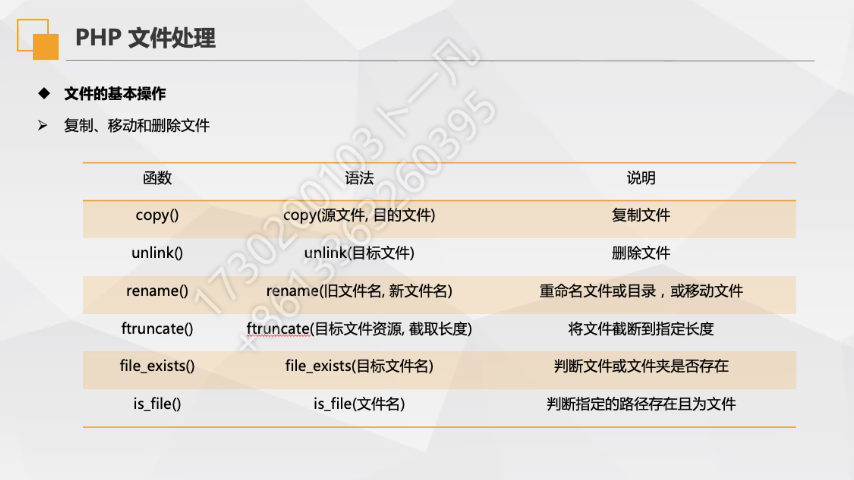 PHP 文件处理
文件的基本操作
复制、移动和删除文件
函数 语法 说明
copy() copy(源文件, 目的文件) 复制文件
unlink() unlink(目标文件) 删除文件
rename() rename(旧文件名, 新文件名) 重命名文件或目录，或移动文件
ftruncate() ftruncate(目标文件资源, 截取长度) 将文件截断到指定长度
file_exists() file_exists(目标文件名) 判断文件或文件夹是否存在
is_file() is_file(文件名) 判断指定的路径存在且为文件
17302000103卜一凡
+8613363260395